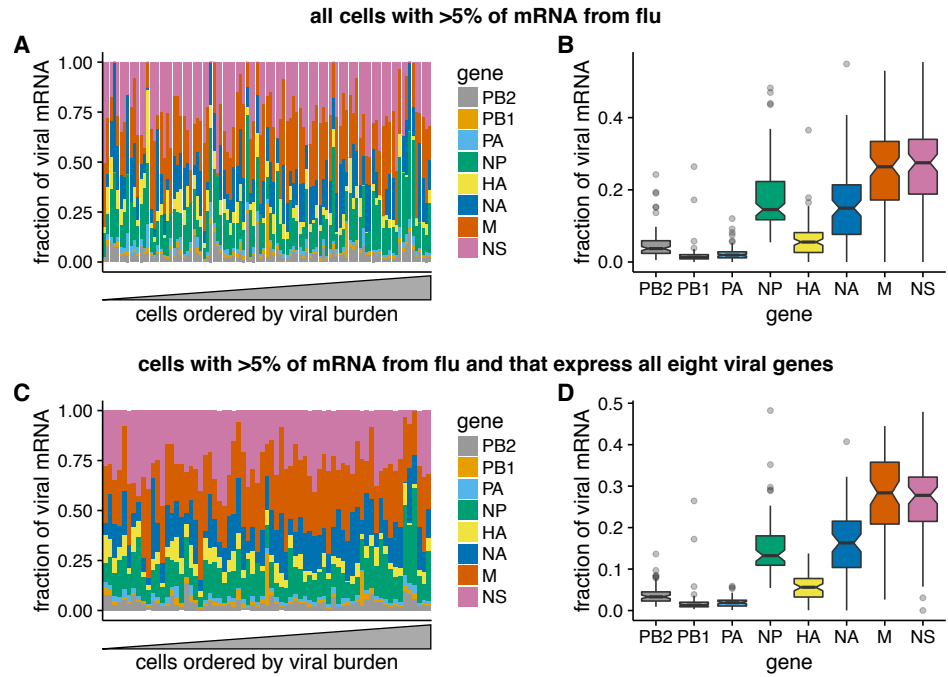 all cells with >5% of mRNA from flu
A
fraction of viral mRNA
1.00
0.75
0.50
0.25
0.00
cells ordered by viral burden
gene
PB2
PB1
PA
NP
HA
NA
M
NS
B
fraction of viral mRNA
0.4
0.2
0.0
PB2 PB1 PA NP HA NA M NS
gene
cells with >5% of mRNA from flu and that express all eight viral genes
C
fraction of viral mRNA
1.00
0.75
0.50
0.25
0.00
cells ordered by viral burden
gene
PB2
PB1
PA
NP
HA
NA
M
NS
D
fraction of viral mRNA
0.5
0.4
0.3
0.2
0.1
0.0
PB2 PB1 PA NP HA NA M NS
gene